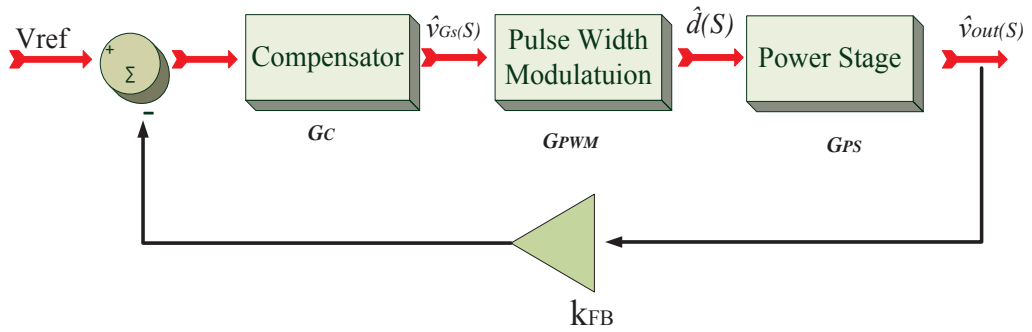 Vref
+
Σ
-
Compensator
GC
v̂Gs(S)
Pulse Width
Modulatuion
GPWM
d̂(S)
Power Stage
GPS
v̂out(S)
kFB